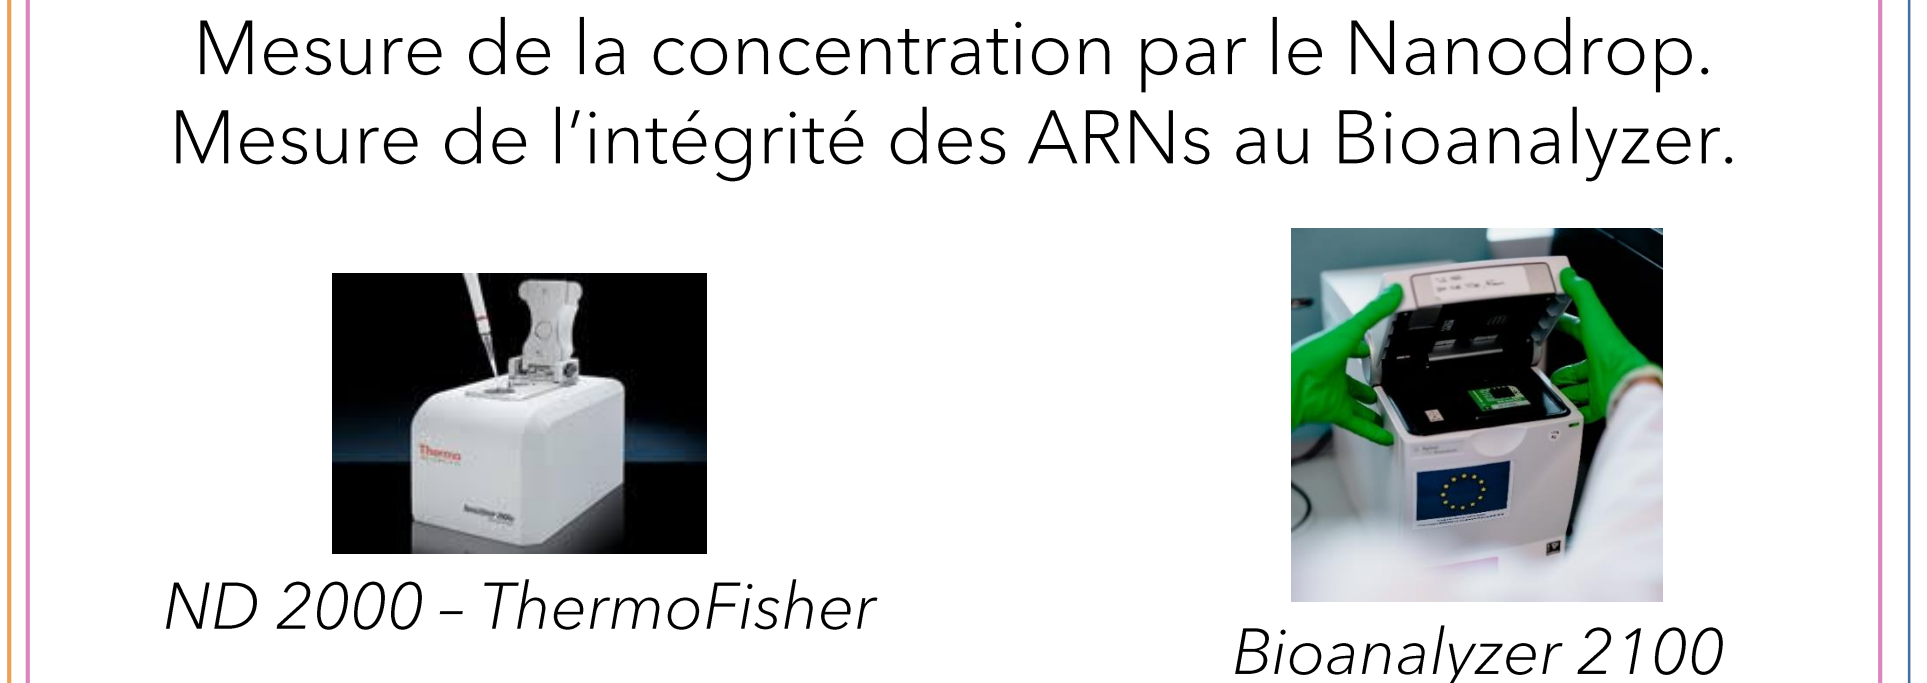 Mesure de la concentration par le Nanodrop.
Mesure de l’intégrité des ARNs au Bioanalyzer.
Thermo
ND 2000 – ThermoFisher
Bioanalyzer 2100